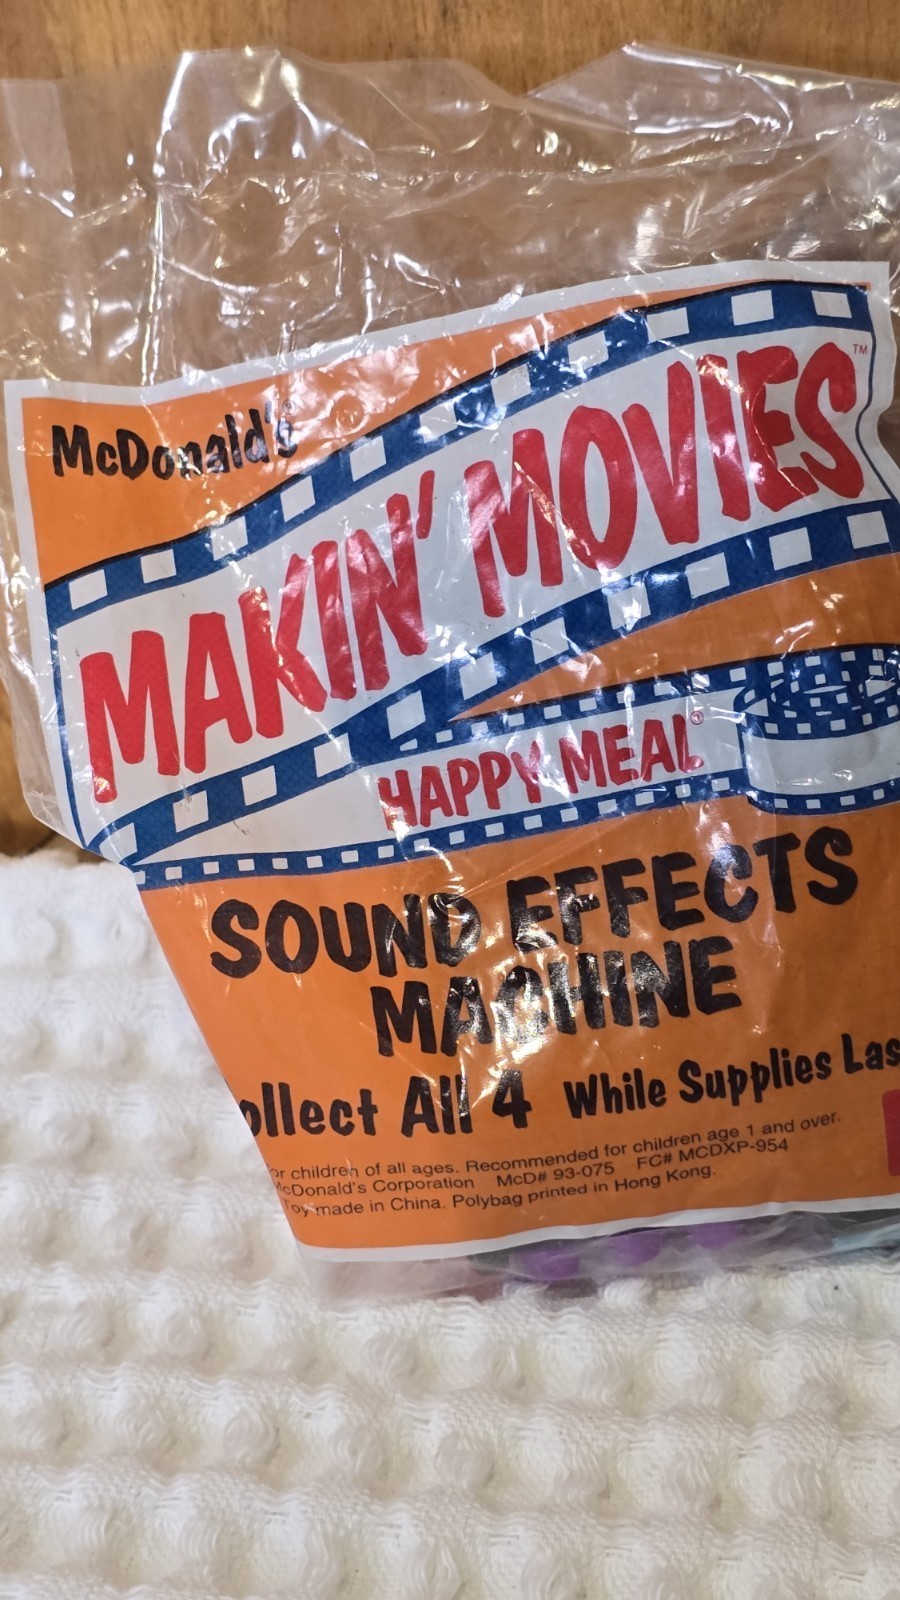 McDonald's®
MAKIN' MOVIES™
HAPPY MEAL®
SOUND EFFECTS
MACHINE
ollect All 4 While Supplies Las
or children of all ages. Recommended for children age 1 and over.
McDonald's Corporation McD# 93-075 FC# MCDXP-954
Toy made in China. Polybag printed in Hong Kong.